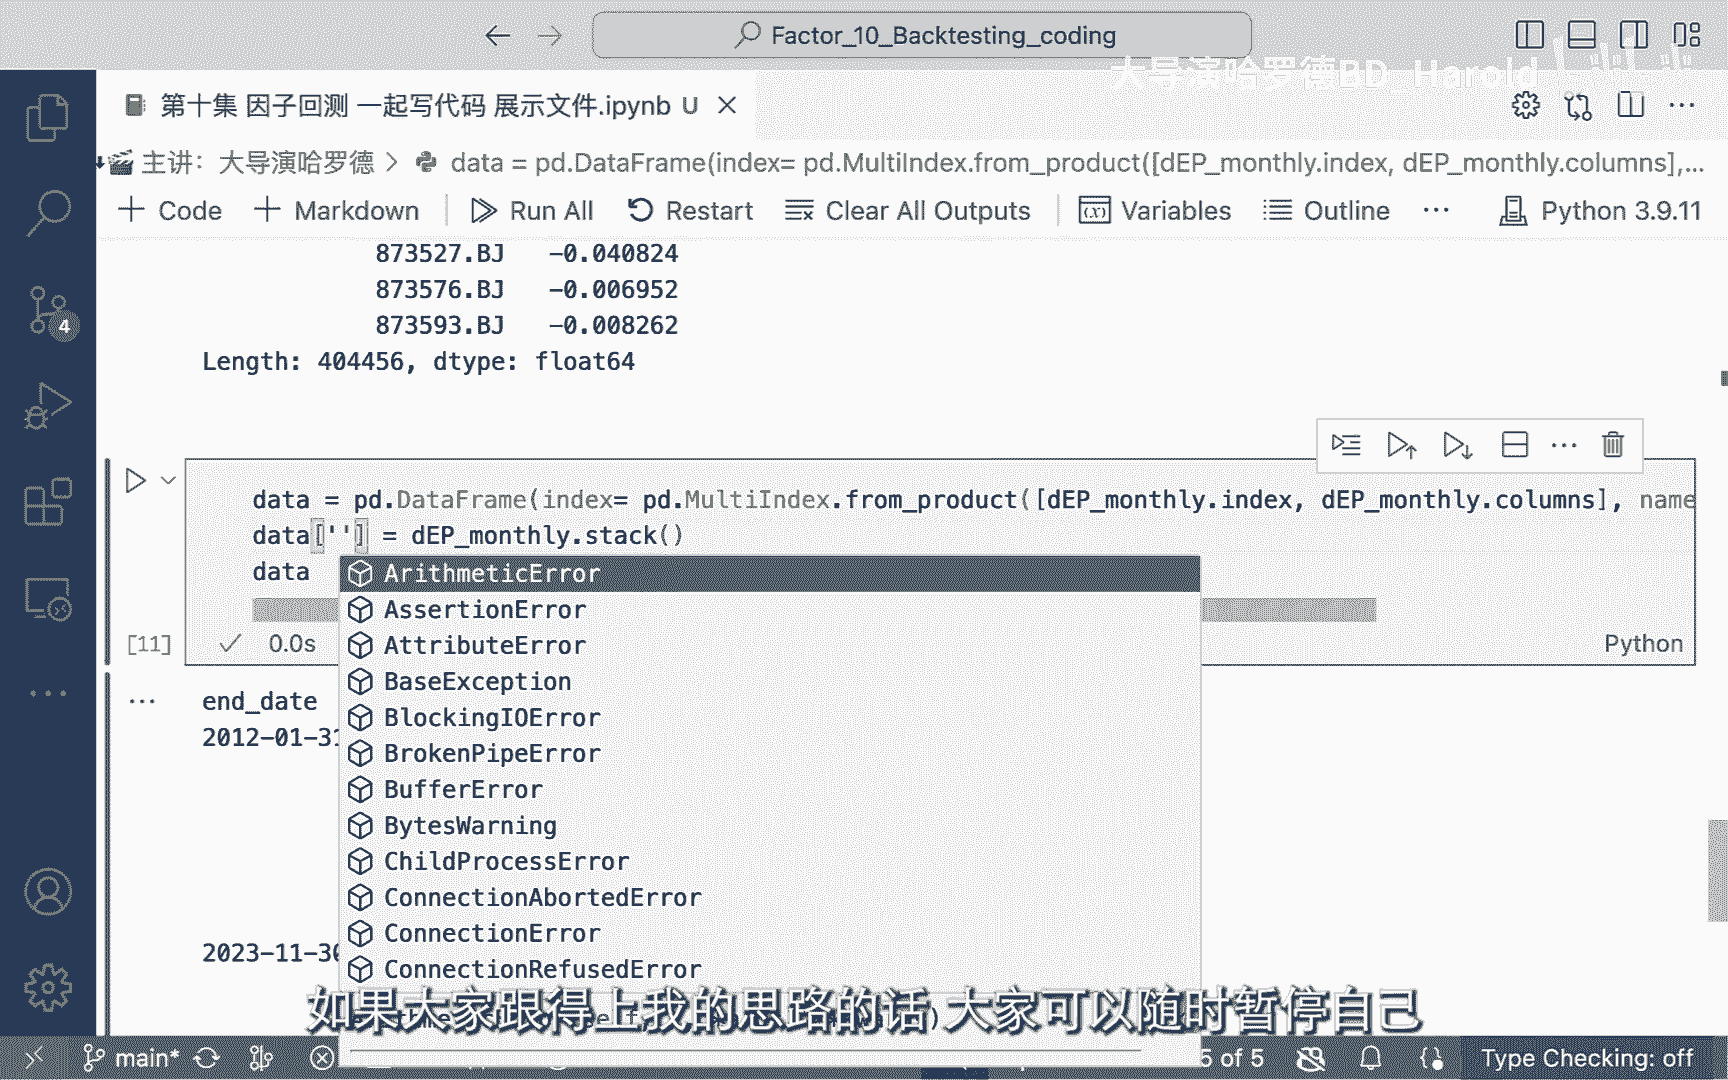 Factor_10_Backtesting_coding
大导演哈罗德BD_Harold
第十集 因子回测 一起写代码 展示文件.ipynb U
主讲：大导演哈罗德 > data = pd.DataFrame(index= pd.MultiIndex.from_product([dEP_monthly.index, dEP_monthly.columns],...
+ Code + Markdown Run All Restart Clear All Outputs Variables Outline ... Python 3.9.11
873527.BJ -0.040824
873576.BJ -0.006952
873593.BJ -0.008262
Length: 404456, dtype: float64
data = pd.DataFrame(index= pd.MultiIndex.from_product([dEP_monthly.index, dEP_monthly.columns], name
data[''] = dEP_monthly.stack()
data
ArithmeticError
AssertionError
AttributeError
BaseException
BlockingIOError
BrokenPipeError
BufferError
BytesWarning
ChildProcessError
ConnectionAbortedError
ConnectionError
ConnectionRefusedError
[11] 0.0s Python
end_date
2012-01-31
2023-11-30
如果大家跟得上我的思路的话 大家可以随时暂停自己
4
main* 5 of 5 Type Checking: off